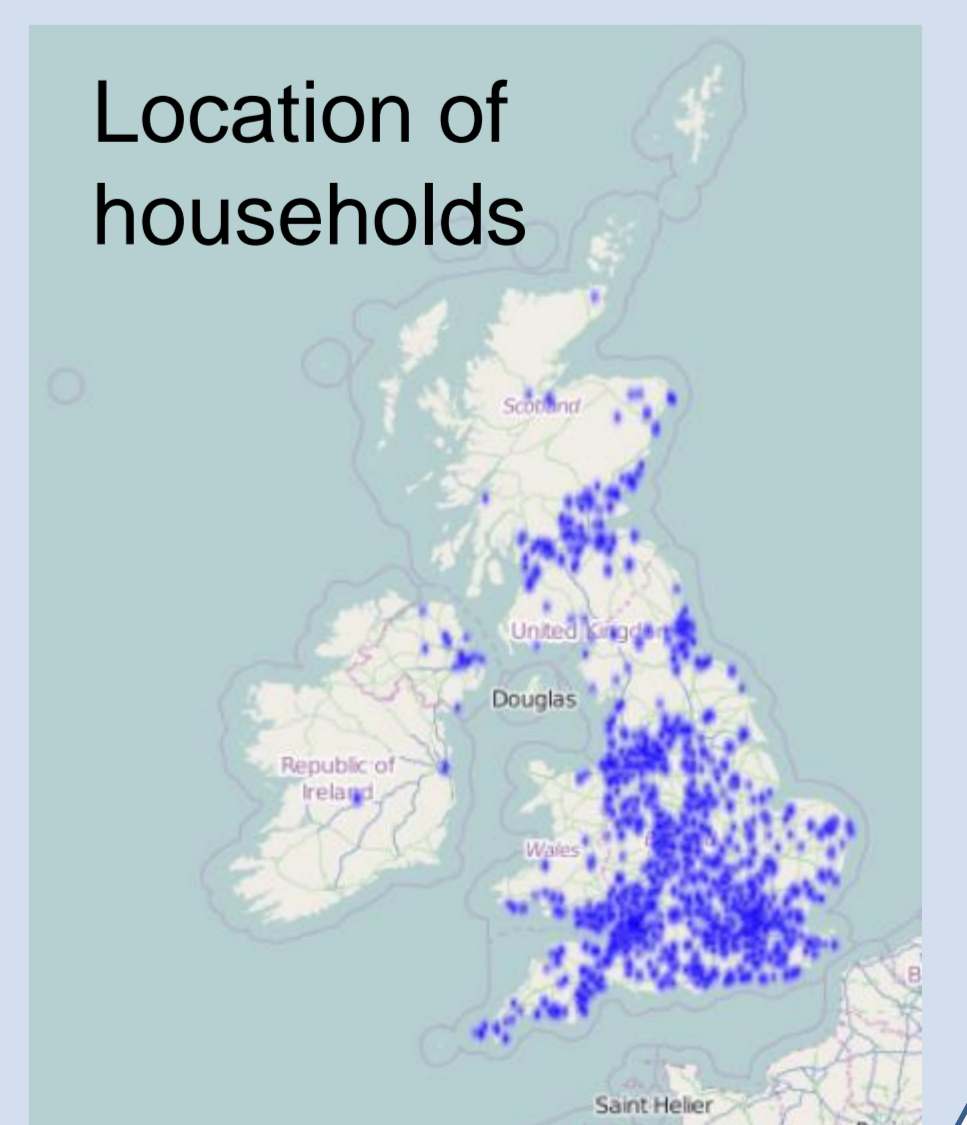 Location of
households
Scotland
United Kingdom
Douglas
Republic of
Ireland
Wales
Saint Helier